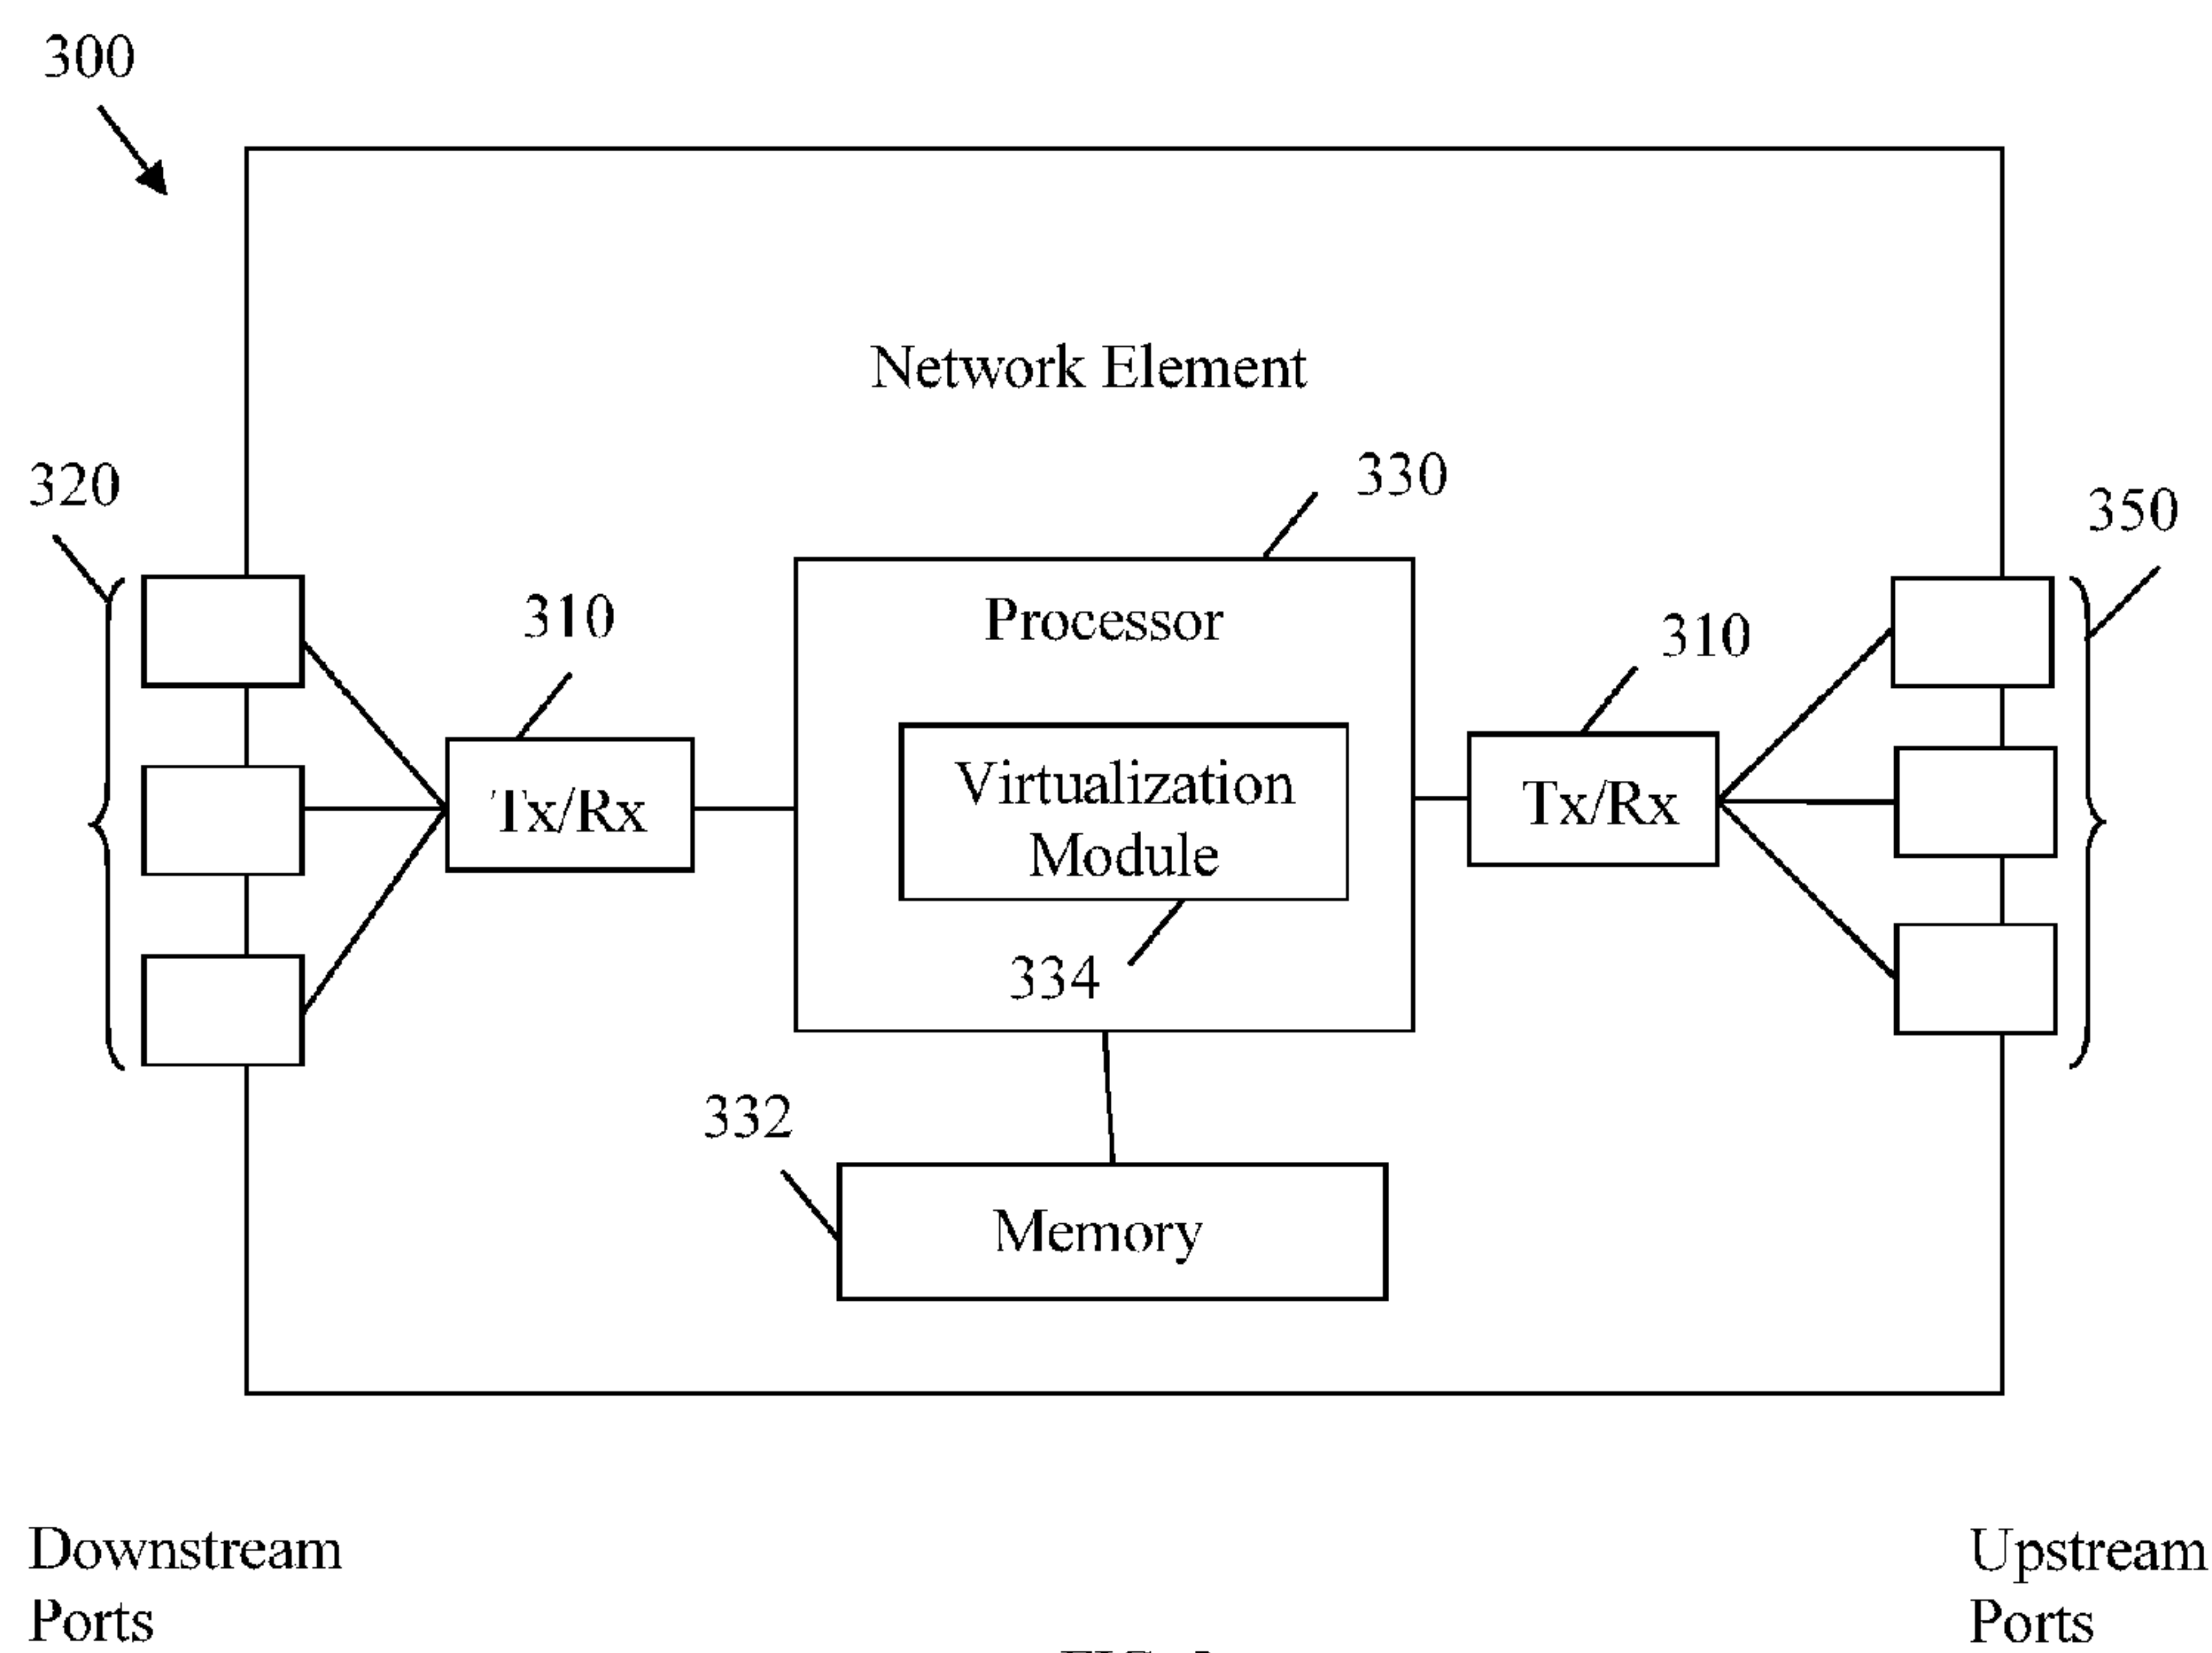 300
Network Element
320
330
350
310
Processor
310
Tx/Rx
Virtualization
Module
Tx/Rx
334
332
Memory
Downstream
Ports
Upstream
Ports